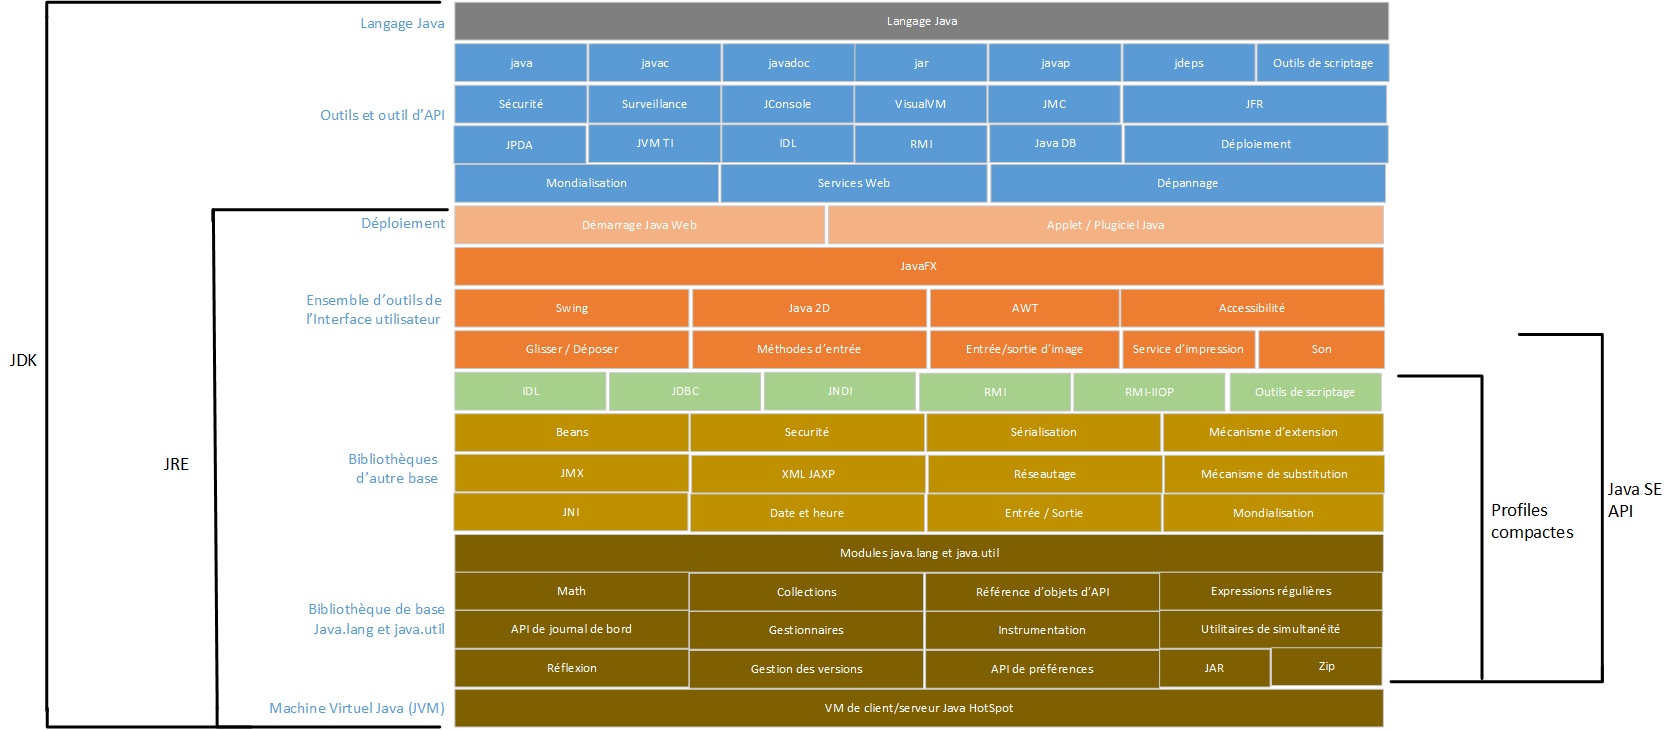 Langage Java
Langage Java
java
javac
javadoc
jar
javap
jdeps
Outils de scriptage
Outils et outil d'API
Sécurité
Surveillance
JConsole
VisualVM
JMC
JFR
JPDA
JVM TI
IDL
RMI
Java DB
Déploiement
Mondialisation
Services Web
Dépannage
Déploiement
Démarrage Java Web
Applet / Plugiciel Java
JavaFX
Ensemble d'outils de
l'Interface utilisateur
Swing
Java 2D
AWT
Accessibilité
Glisser / Déposer
Méthodes d'entrée
Entrée/sortie d'image
Service d'impression
Son
JDK
IDL
JDBC
JNDI
RMI
RMI-IIOP
Outils de scriptage
JRE
Bibliothèques
d'autre base
Beans
Securité
Sérialisation
Mécanisme d'extension
JMX
XML JAXP
Réseautage
Mécanisme de substitution
JNI
Date et heure
Entrée / Sortie
Mondialisation
Profiles
compactes
Java SE
API
Modules java.lang et java.util
Bibliothèque de base
Java.lang et java.util
Math
Collections
Référence d'objets d'API
Expressions régulières
API de journal de bord
Gestionnaires
Instrumentation
Utilitaires de simultanéité
Réflexion
Gestion des versions
API de préférences
JAR
Zip
Machine Virtuel Java (JVM)
VM de client/serveur Java HotSpot